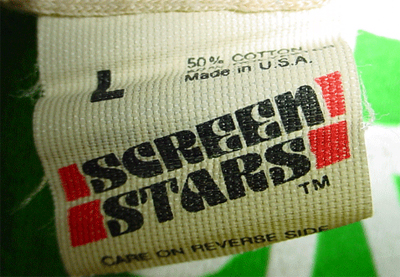 50% COTTON
L
Made in U.S.A.
SCREEN
STARS
TM
CARE ON REVERSE SIDE